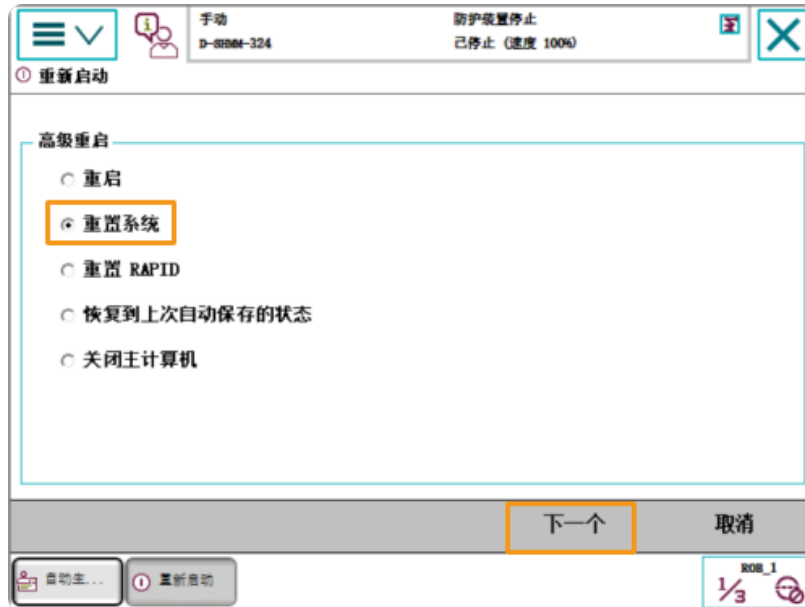 手动
防护装置停止
D-SHMM-324
已停止 (速度 100%)
重新启动
高级重启
重启
重置系统
重置 RAPID
恢复到上次自动保存的状态
关闭主计算机
下一个
取消
自动生...
重新启动
ROB_1
1/3